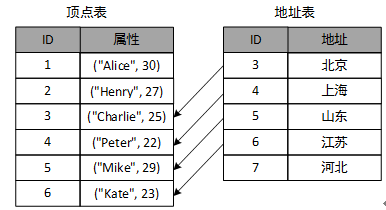 顶点表 地址表
ID 属性 ID 地址
1 ("Alice", 30) 3 北京
2 ("Henry", 27) 4 上海
3 ("Charlie", 25) 5 山东
4 ("Peter", 22) 6 江苏
5 ("Mike", 29) 7 河北
6 ("Kate", 23)